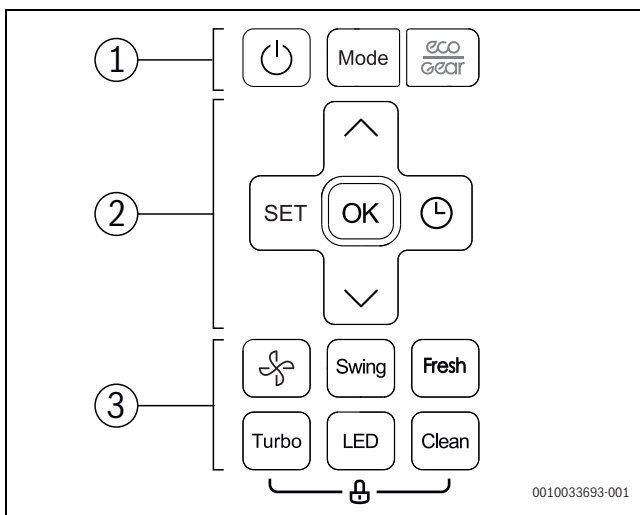 1
Mode
eco
Gear
2
SET
OK
3
Swing
Fresh
Turbo
LED
Clean
0010033693-001